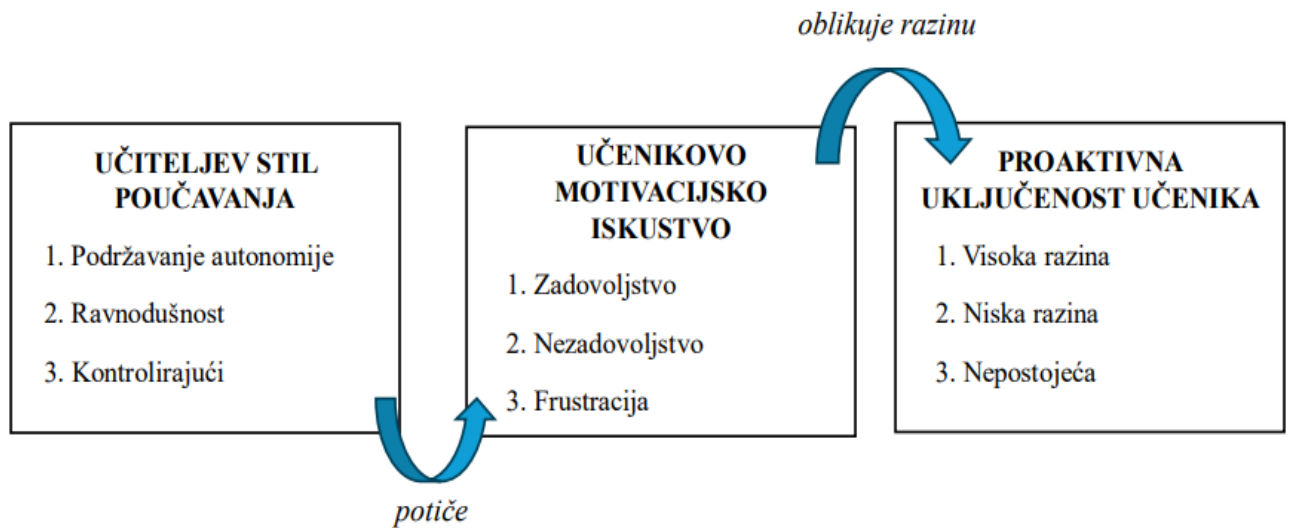 oblikuje razinu
UČITELJEV STIL
POUČAVANJA
1. Podržavanje autonomije
2. Ravnodušnost
3. Kontrolirajući
potiče
UČENIKOVO
MOTIVACIJSKO
ISKUSTVO
1. Zadovoljstvo
2. Nezadovoljstvo
3. Frustracija
PROAKTIVNA
UKLJUČENOST UČENIKA
1. Visoka razina
2. Niska razina
3. Nepostojeća